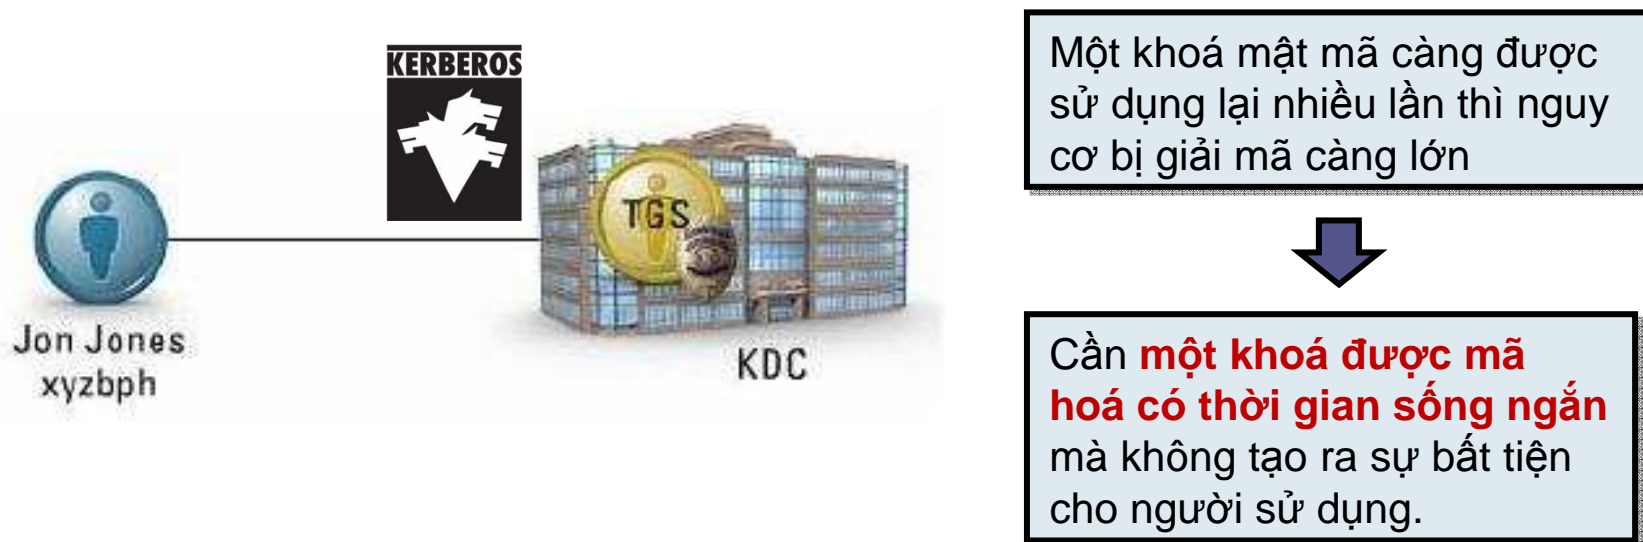 KERBEROS
TGS
Jon Jones
xyzbph
KDC
Một khoá mật mã càng được
sử dụng lại nhiều lần thì nguy
cơ bị giải mã càng lớn
Cần một khoá được mã
hoá có thời gian sống ngắn
mà không tạo ra sự bất tiện
cho người sử dụng.